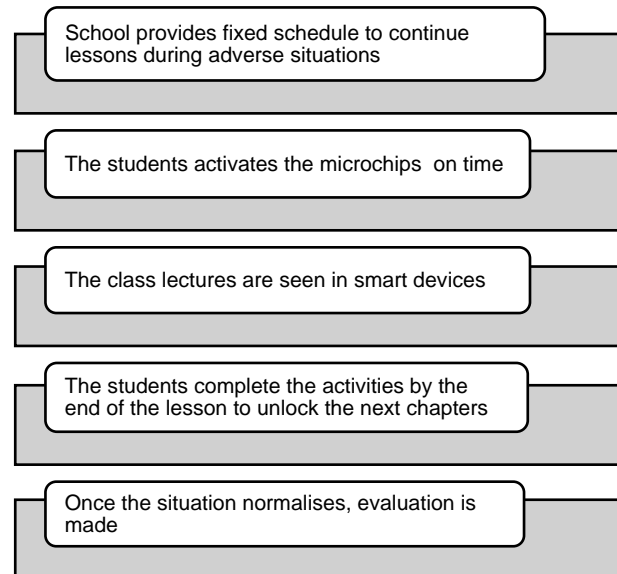 School provides fixed schedule to continue
lessons during adverse situations
The students activates the microchips on time
The class lectures are seen in smart devices
The students complete the activities by the
end of the lesson to unlock the next chapters
Once the situation normalises, evaluation is
made